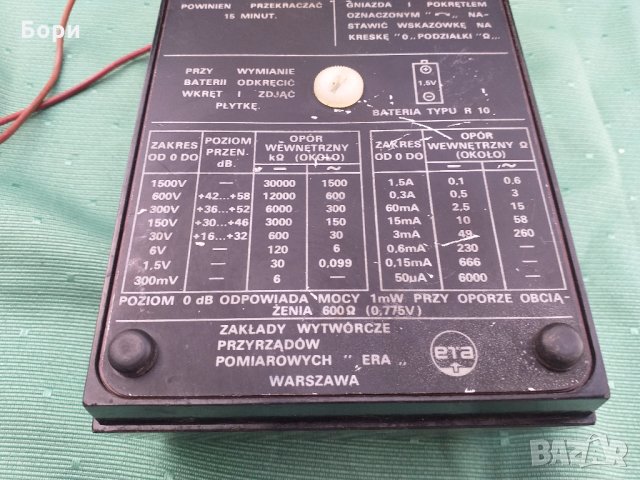 Бори
POWINIEN PRZEKRACZAĆ
15 MINUT.
GNIAZDA I POKRĘTŁEM
OZNACZONYM " ⏦ „ NA-
STAWIĆ WSKAZÓWKĘ NA
KRESKĘ "0„ PODZIAŁKI "Ω„
PRZY WYMIANIE
BATERII ODKRĘCIĆ
WKRĘT I ZDJĄĆ
PŁYTKĘ.
1,5V
BATERIA TYPU R 10
ZAKRES OD 0 DO | POZIOM PRZEN. dB. | OPÓR WEWNĘTRZNY kΩ (OKOŁO) — | ~
1500V — 30000 1500
600V +42...+58 12000 600
300V +36...+52 6000 300
150V +30...+46 3000 150
30V +16...+32 600 30
6V — 120 6
1,5V — 30 0,099
300mV — 6 —
ZAKRES OD 0 DO | OPÓR WEWNĘTRZNY Ω (OKOŁO) — | ~
1,5A 0,1 0,6
0,3A 0,5 3
60mA 2,5 15
15mA 10 58
3mA 49 260
0,6mA 230 —
0,15mA 666 —
50µA 6000 —
POZIOM 0 dB ODPOWIADA MOCY 1mW PRZY OPORZE OBCIĄ-
ŻENIA 600Ω (0,775V)
ZAKŁADY WYTWÓRCZE
PRZYRZĄDÓW
POMIAROWYCH " ERA „
WARSZAWA
era
BAZAR